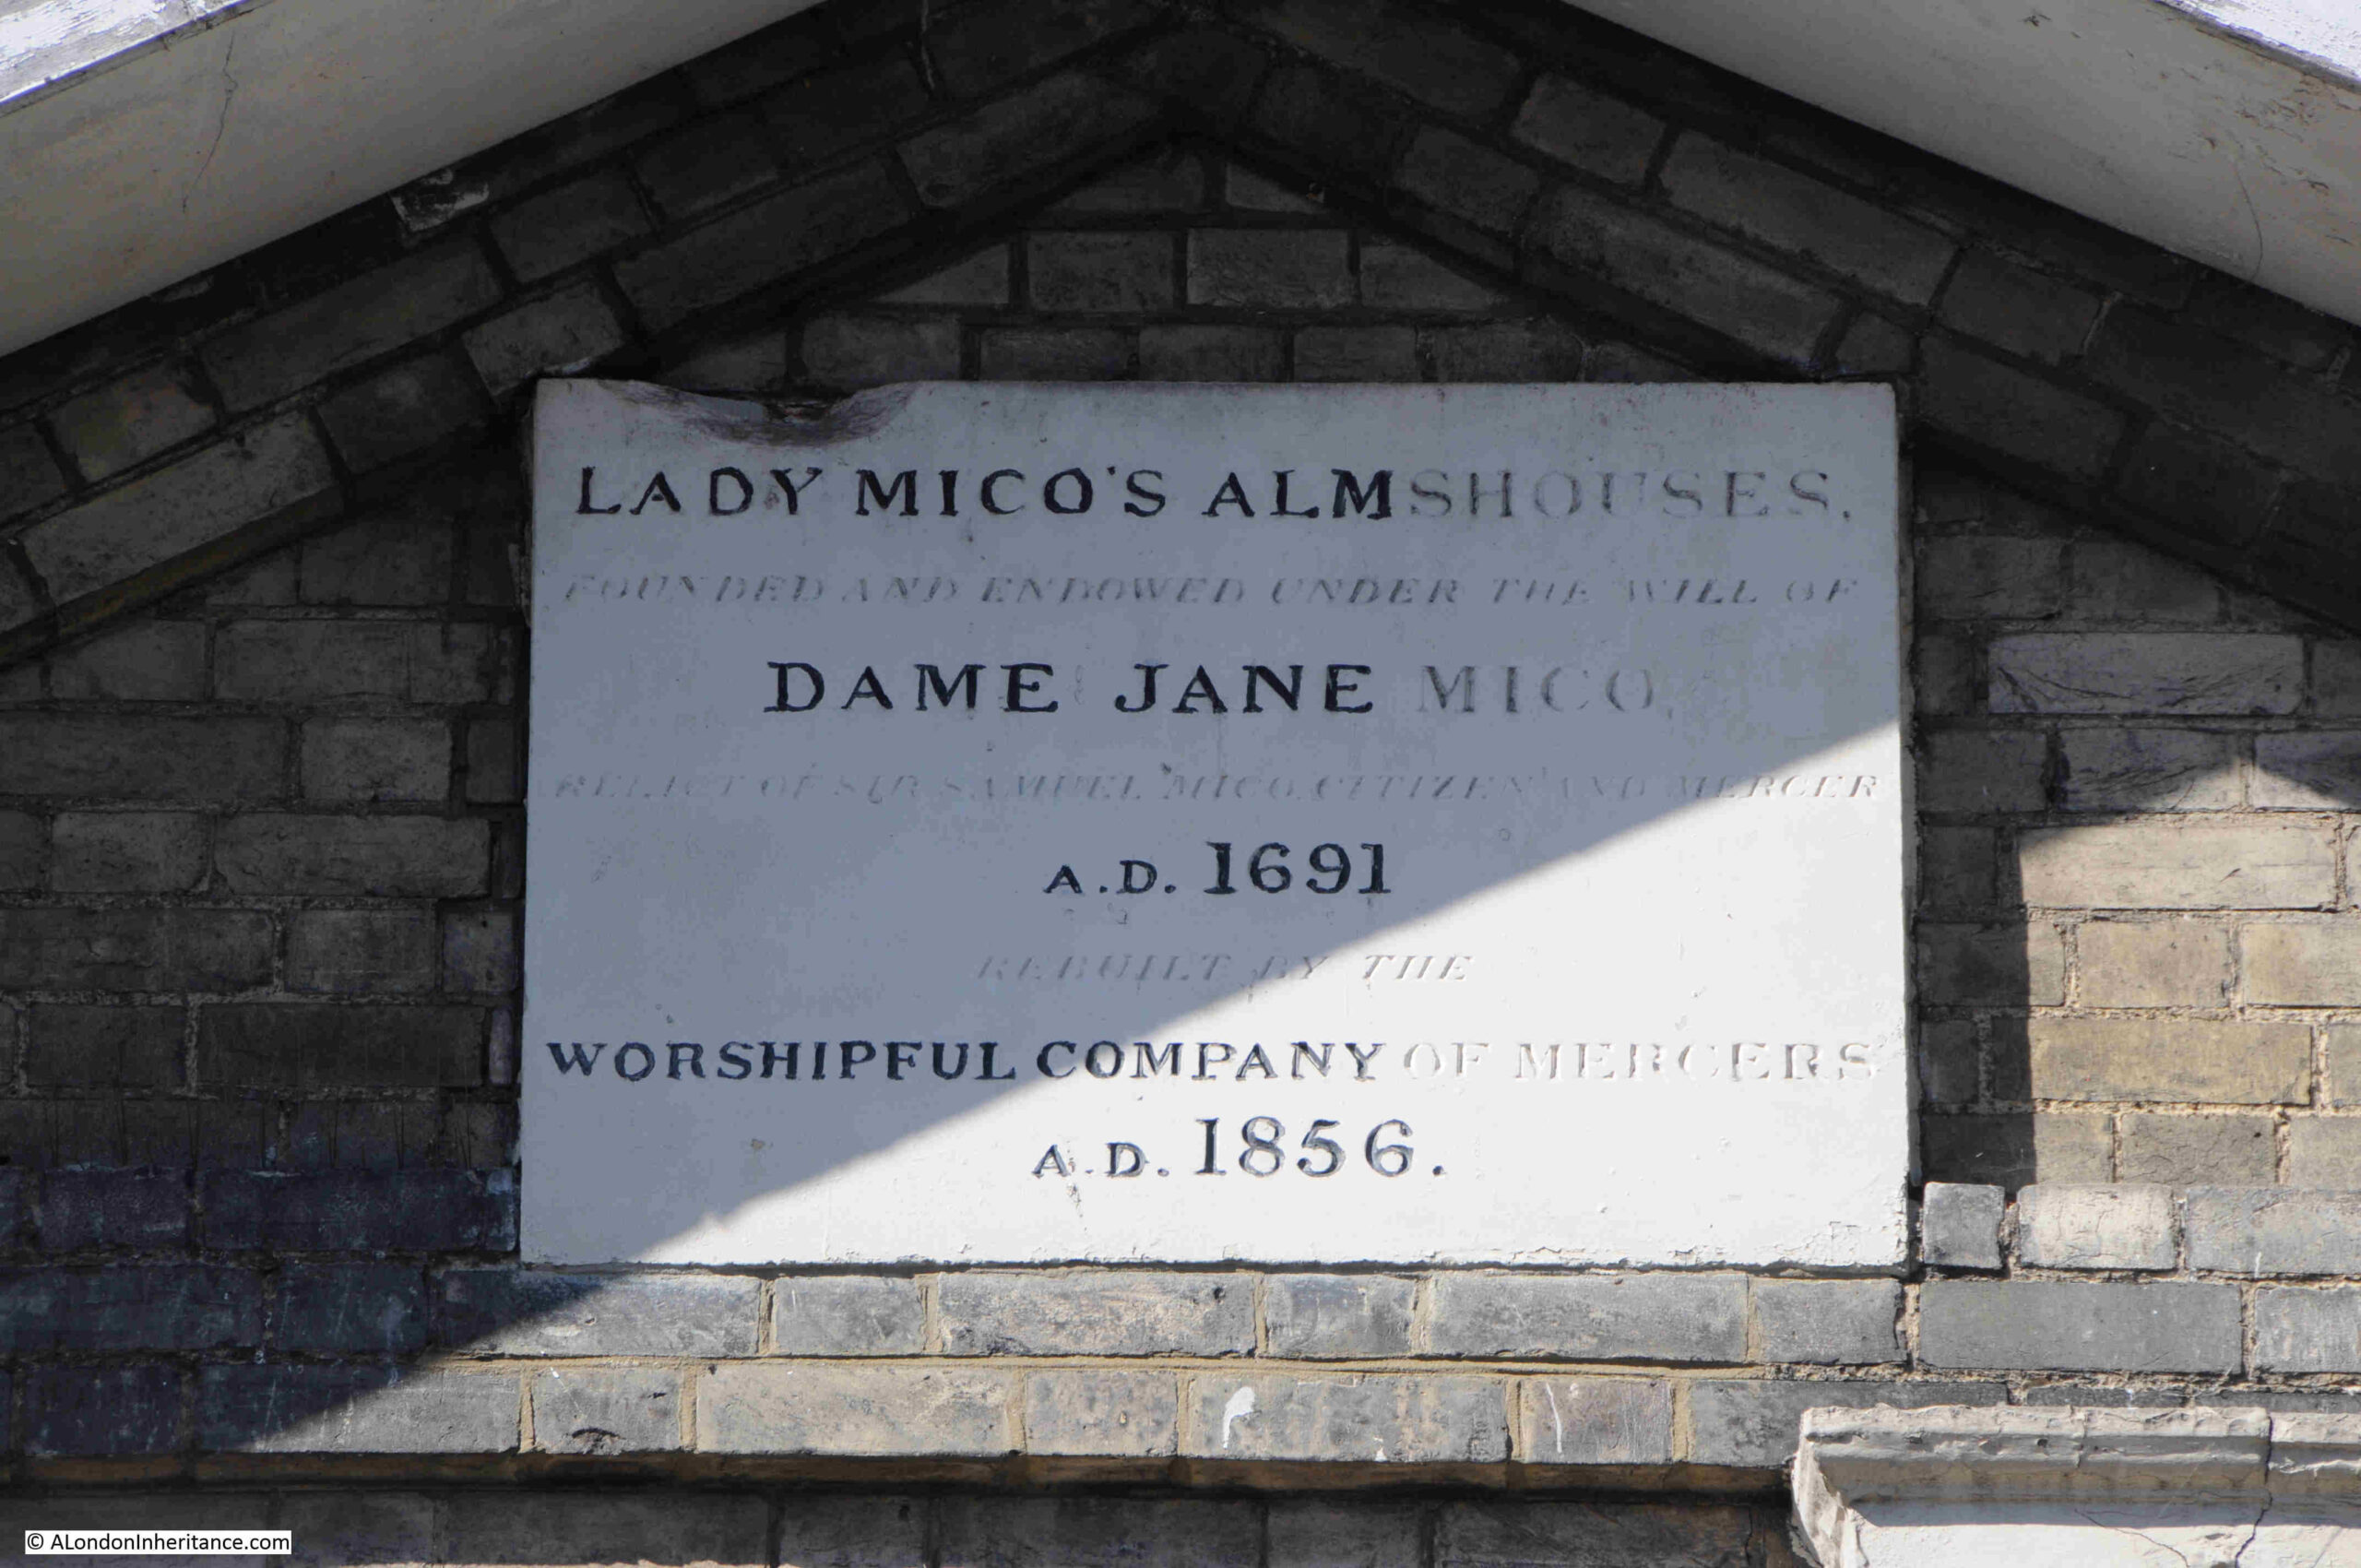 LADY MICO'S ALMSHOUSES.
FOUNDED AND ENDOWED UNDER THE WILL OF
DAME JANE MICO,
RELICT OF SIR SAMUEL MICO, CITIZEN AND MERCER
A.D. 1691
REBUILT BY THE
WORSHIPFUL COMPANY OF MERCERS
A.D. 1856.
© ALondonInheritance.com